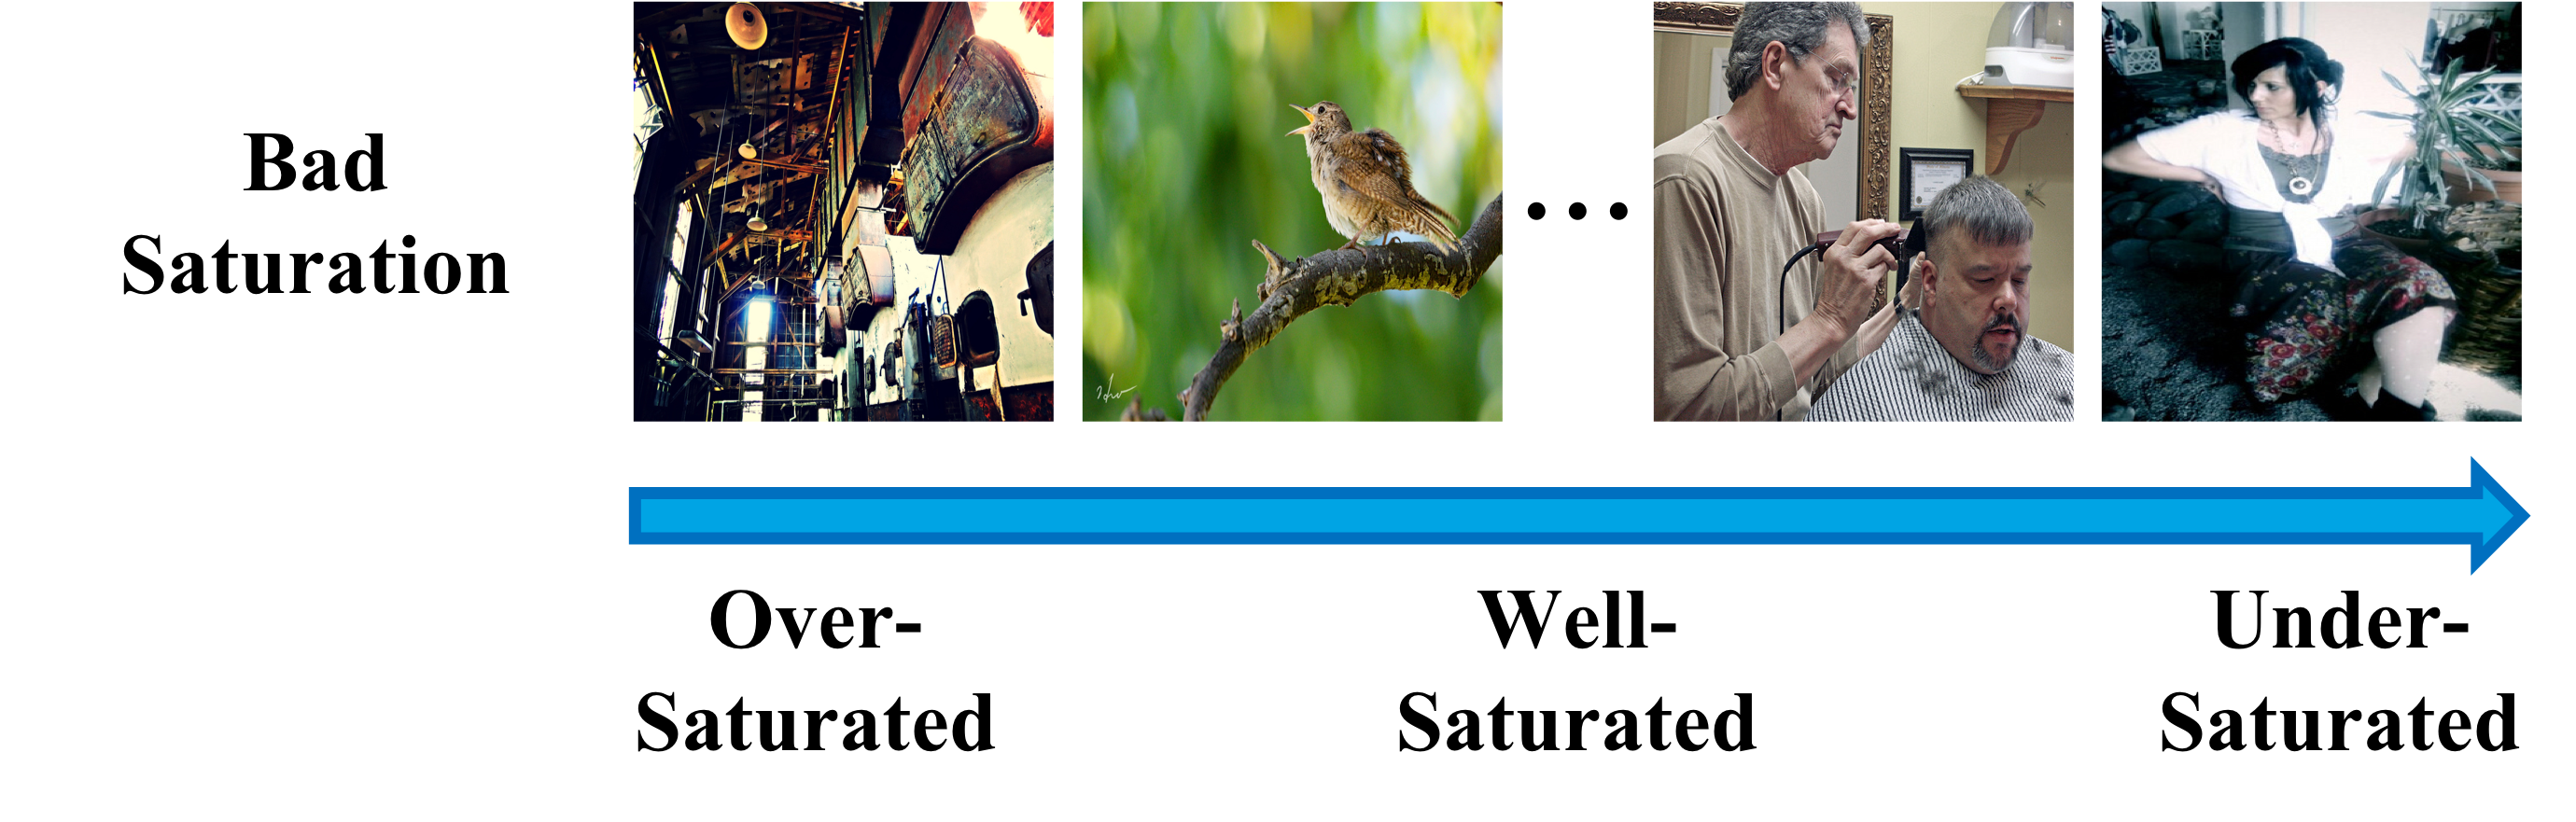 Bad
Saturation
...
Over-
Saturated
Well-
Saturated
Under-
Saturated